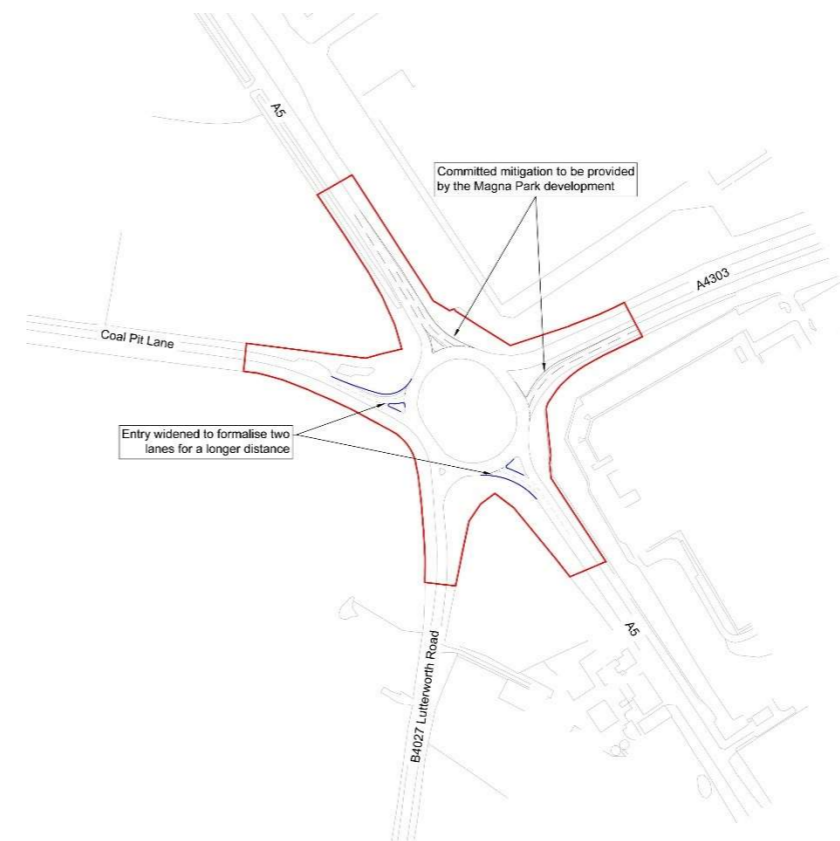 A5
Committed mitigation to be provided
by the Magna Park development
A4303
Coal Pit Lane
Entry widened to formalise two
lanes for a longer distance
A5
B4027 Lutterworth Road